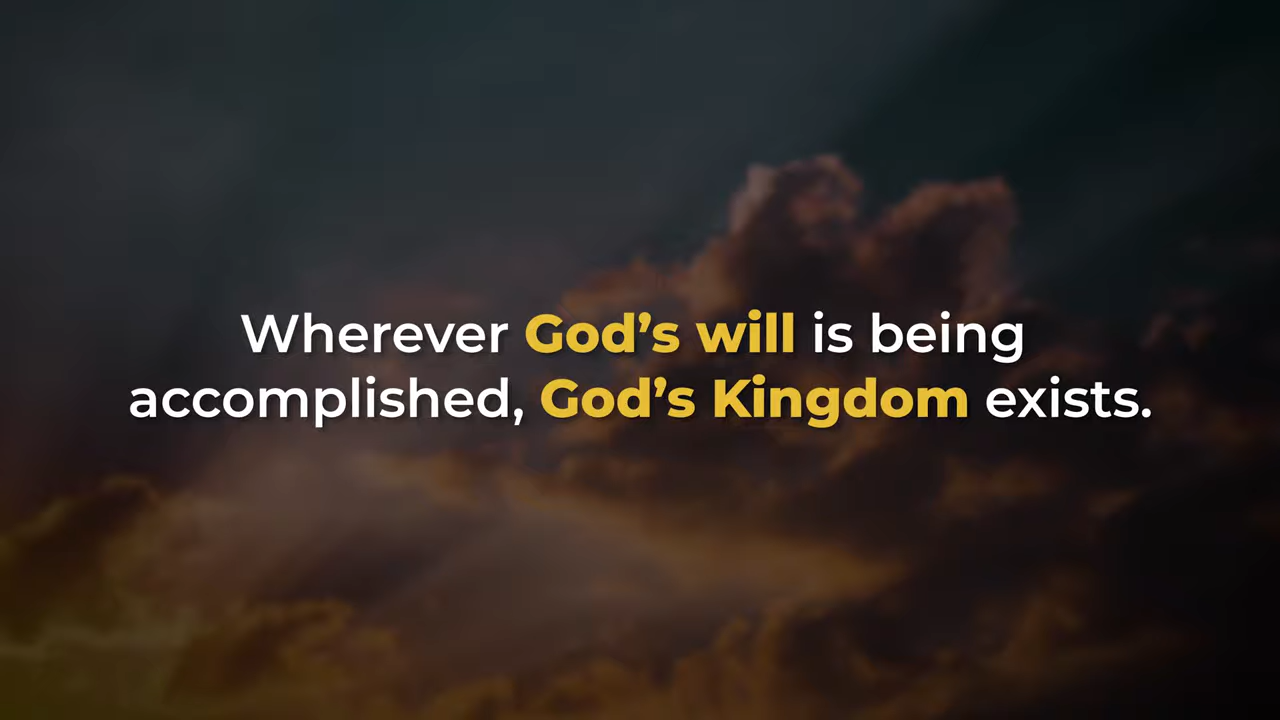 Wherever God’s will is being
accomplished, God’s Kingdom exists.